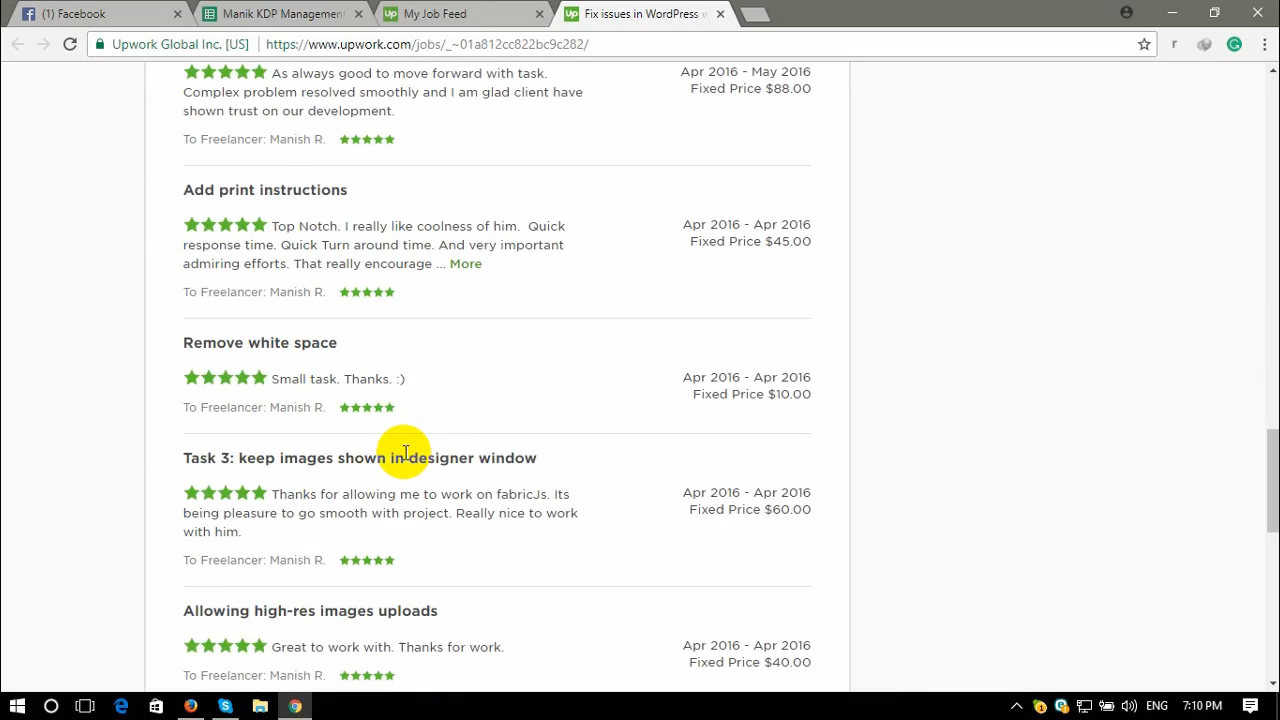 (1) Facebook
Manik KDP Management
My Job Feed
Fix issues in WordPress w
Upwork Global Inc. [US]
https://www.upwork.com/jobs/_~01a812cc822bc9c282/
As always good to move forward with task.
Complex problem resolved smoothly and I am glad client have
shown trust on our development.
Apr 2016 - May 2016
Fixed Price $88.00
To Freelancer: Manish R.
Add print instructions
Top Notch. I really like coolness of him. Quick
response time. Quick Turn around time. And very important
admiring efforts. That really encourage ... More
Apr 2016 - Apr 2016
Fixed Price $45.00
To Freelancer: Manish R.
Remove white space
Small task. Thanks. :)
Apr 2016 - Apr 2016
Fixed Price $10.00
To Freelancer: Manish R.
Task 3: keep images shown in designer window
Thanks for allowing me to work on fabricJs. Its
being pleasure to go smooth with project. Really nice to work
with him.
Apr 2016 - Apr 2016
Fixed Price $60.00
To Freelancer: Manish R.
Allowing high-res images uploads
Great to work with. Thanks for work.
Apr 2016 - Apr 2016
Fixed Price $40.00
To Freelancer: Manish R.
ENG
7:10 PM